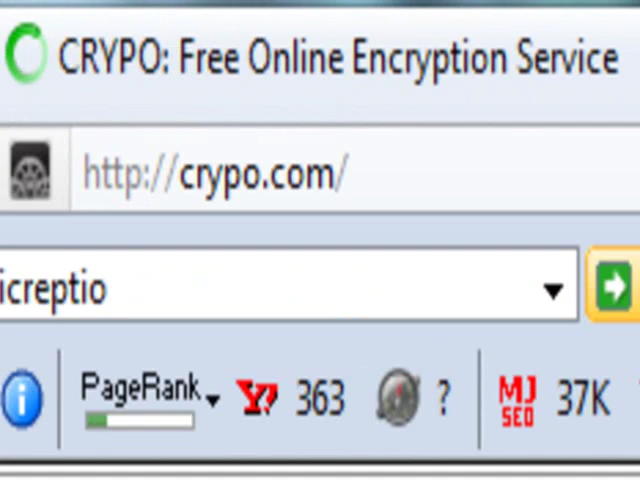 CRYPO: Free Online Encryption Service
http://crypo.com/
icreptio
i PageRank Y! 363 ? MJ SEO 37K